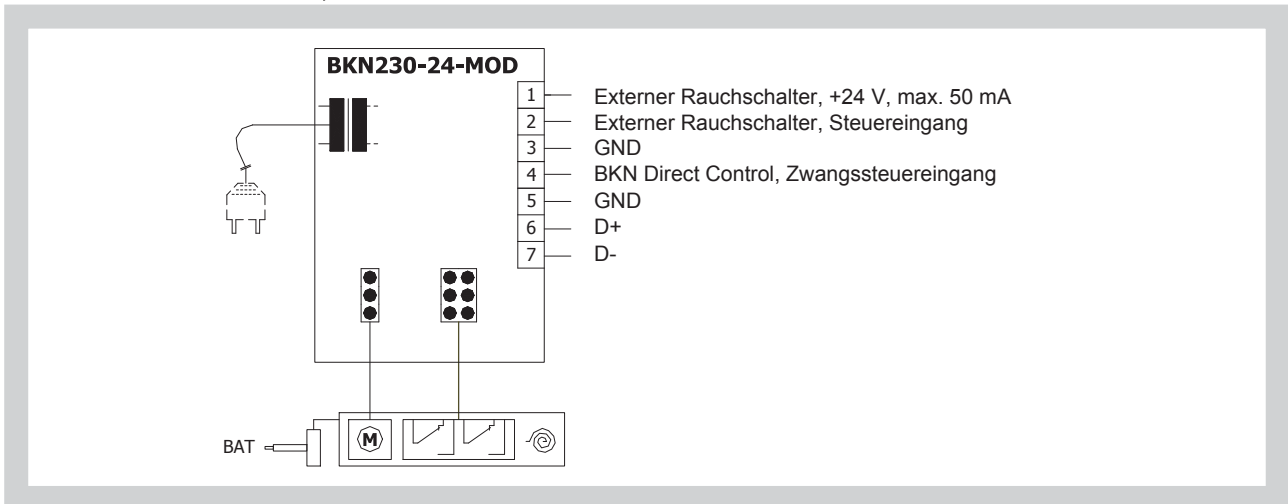 BKN230-24-MOD
1 Externer Rauchschalter, +24 V, max. 50 mA
2 Externer Rauchschalter, Steuereingang
3 GND
4 BKN Direct Control, Zwangssteuereingang
5 GND
6 D+
7 D-
BAT
M